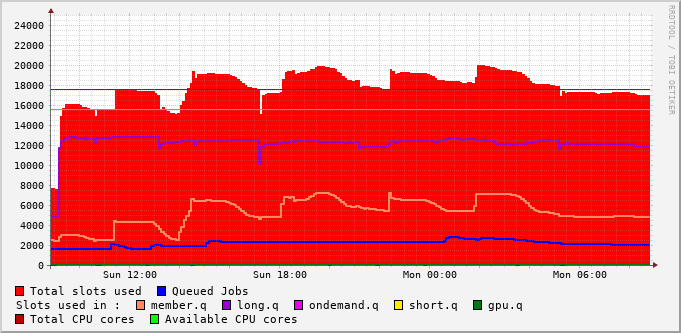 RRDTOOL / TOBI OETIKER
24000
22000
20000
18000
16000
14000
12000
10000
8000
6000
4000
2000
0
Sun 12:00 Sun 18:00 Mon 00:00 Mon 06:00
Total slots used Queued Jobs
Slots used in : member.q long.q ondemand.q short.q gpu.q
Total CPU cores Available CPU cores